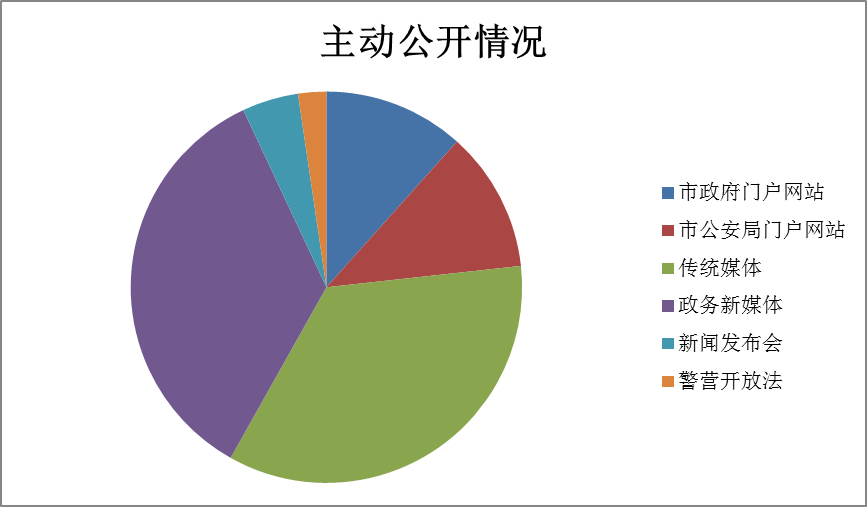 主动公开情况
市政府门户网站
市公安局门户网站
传统媒体
政务新媒体
新闻发布会
警营开放法